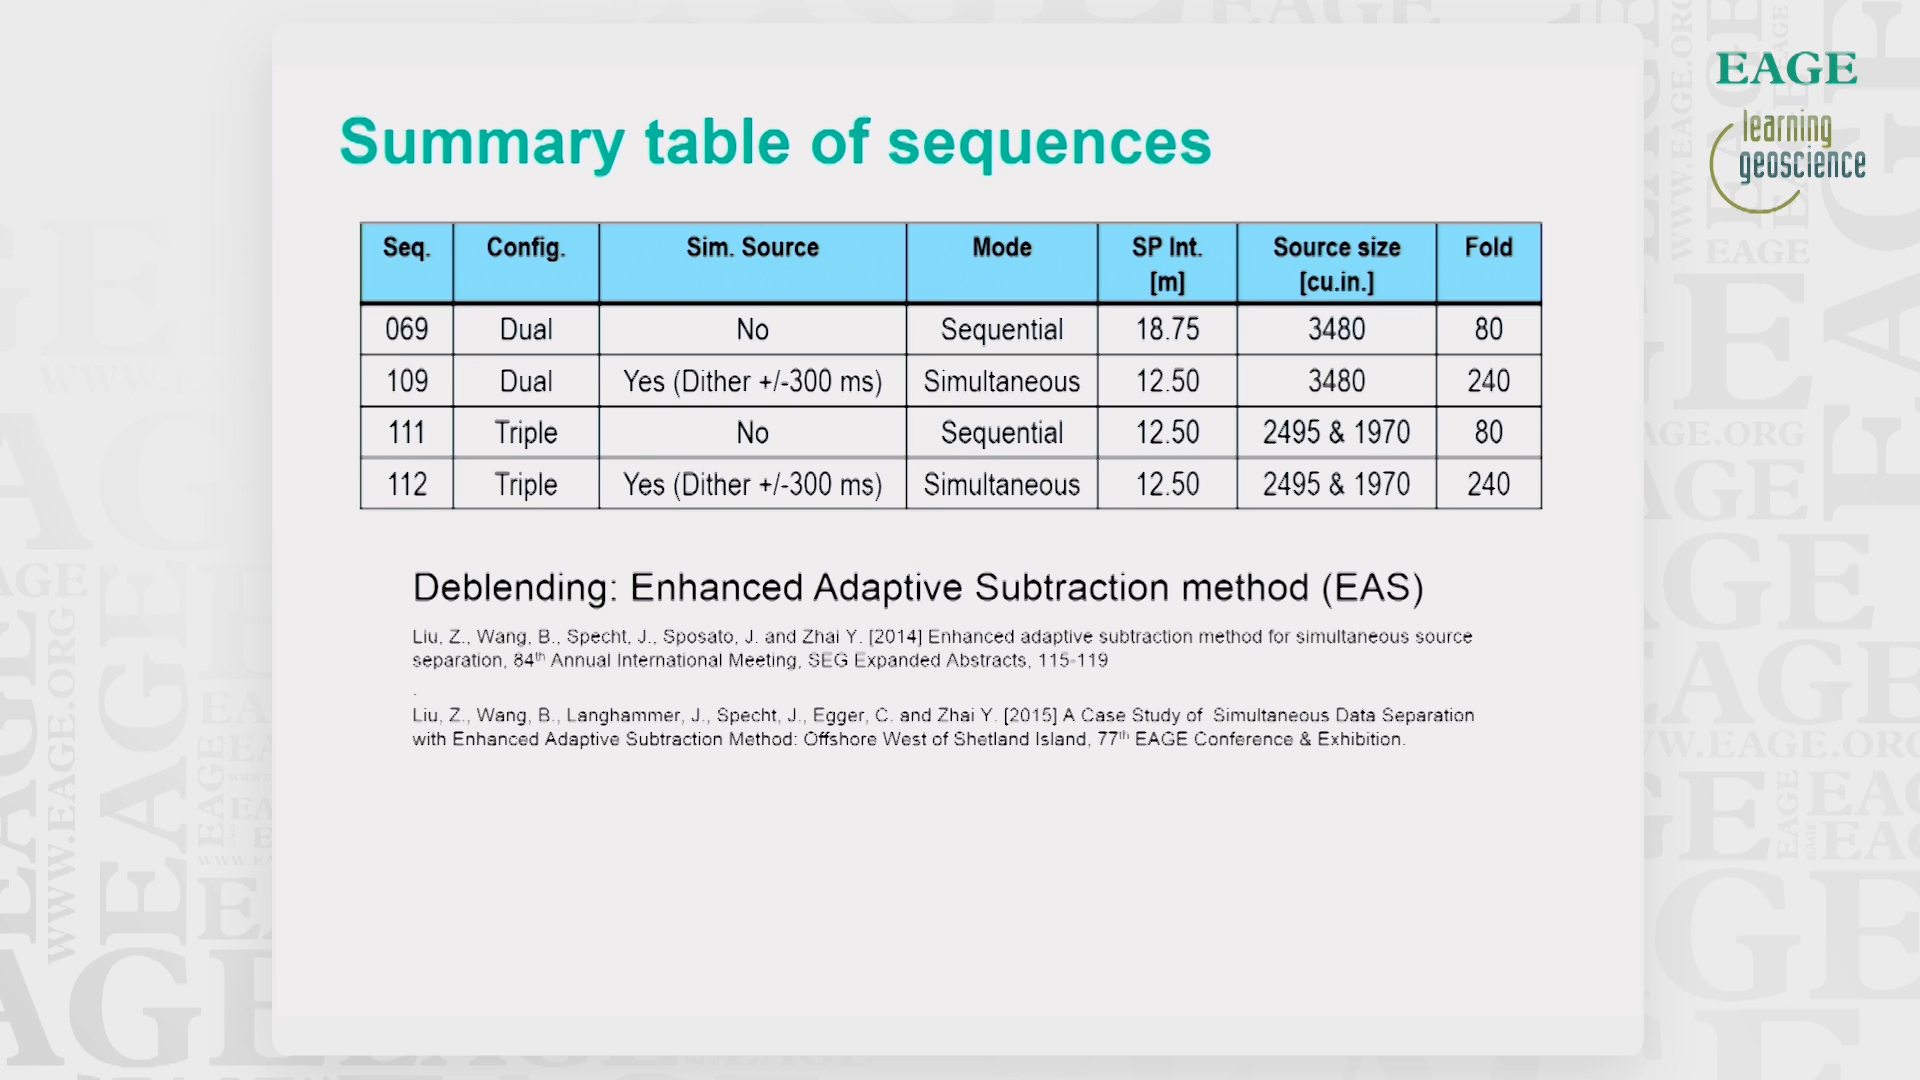 EAGE
learning
geoscience
Summary table of sequences
Seq. Config. Sim. Source Mode SP Int. [m] Source size [cu.in.] Fold
069 Dual No Sequential 18.75 3480 80
109 Dual Yes (Dither +/-300 ms) Simultaneous 12.50 3480 240
111 Triple No Sequential 12.50 2495 & 1970 80
112 Triple Yes (Dither +/-300 ms) Simultaneous 12.50 2495 & 1970 240
Deblending: Enhanced Adaptive Subtraction method (EAS)
Liu, Z., Wang, B., Specht, J., Sposato, J. and Zhai Y. [2014] Enhanced adaptive subtraction method for simultaneous source
separation, 84th Annual International Meeting, SEG Expanded Abstracts, 115-119
.
Liu, Z., Wang, B., Langhammer, J., Specht, J., Egger, C. and Zhai Y. [2015] A Case Study of Simultaneous Data Separation
with Enhanced Adaptive Subtraction Method: Offshore West of Shetland Island, 77th EAGE Conference & Exhibition.